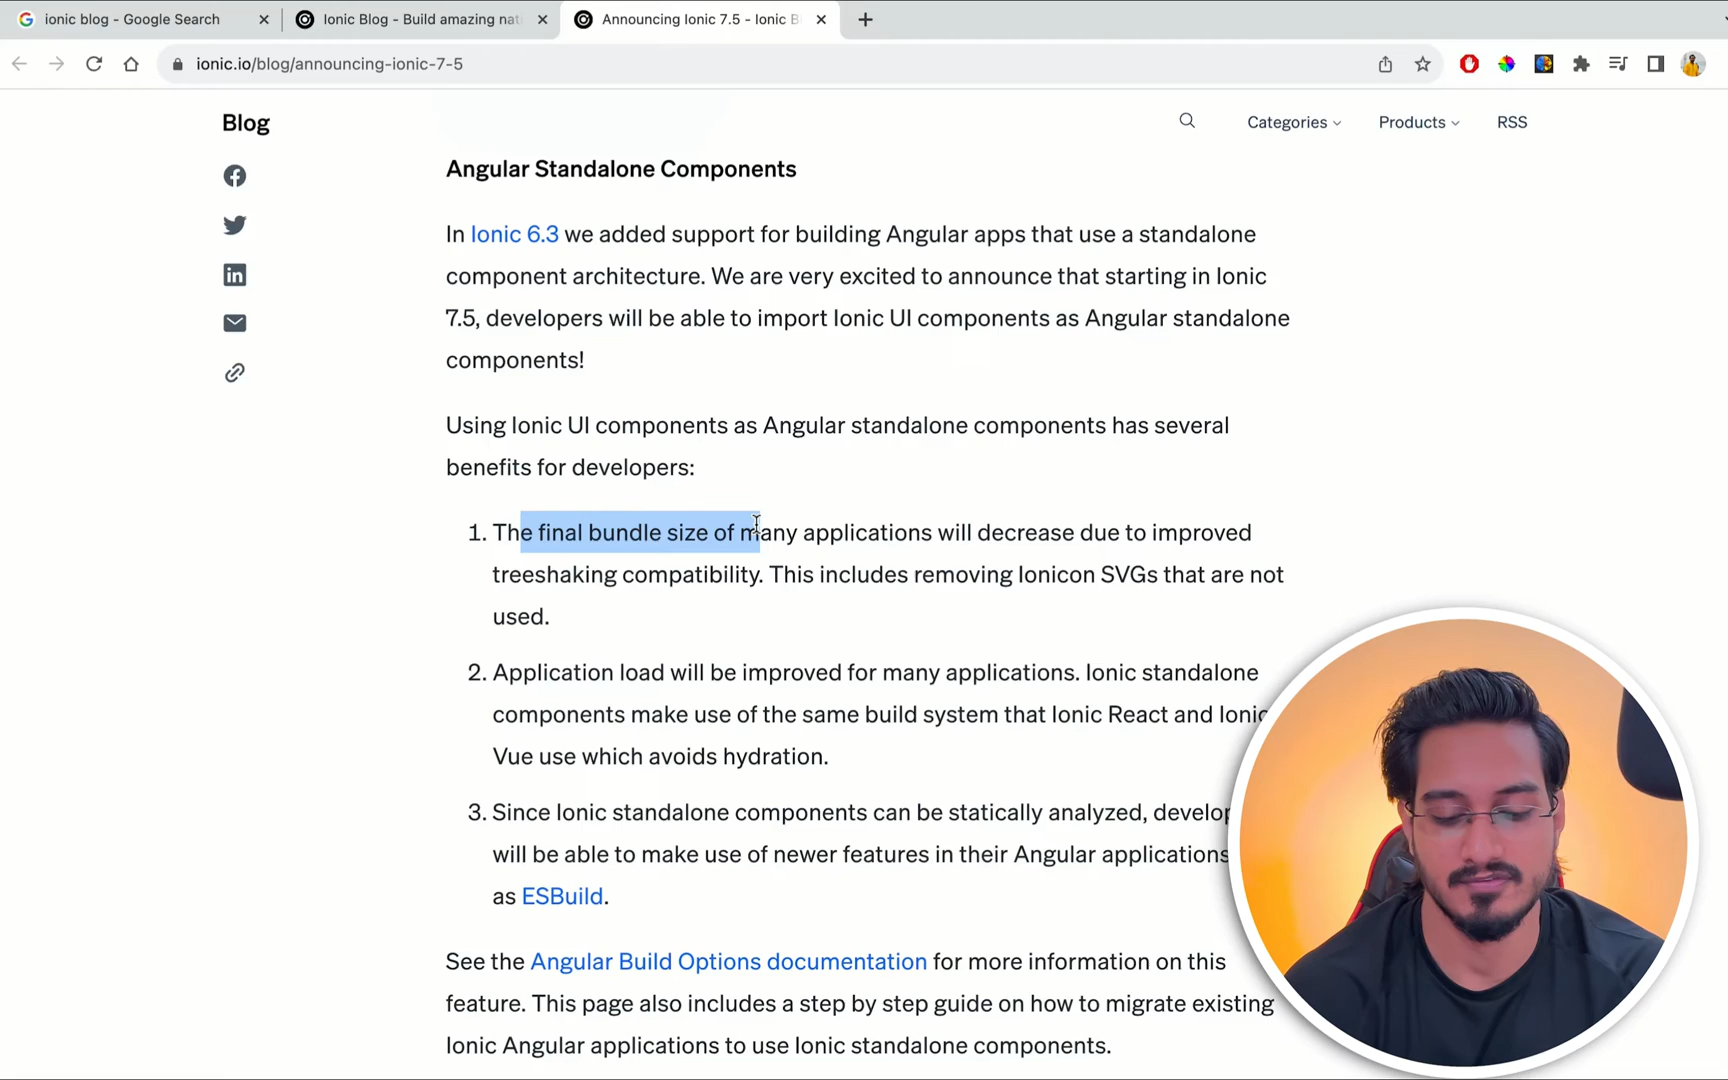 ionic blog - Google Search
Ionic Blog - Build amazing nat
Announcing Ionic 7.5 - Ionic B
ionic.io/blog/announcing-ionic-7-5
Blog
Categories
Products
RSS
Angular Standalone Components
In Ionic 6.3 we added support for building Angular apps that use a standalone
component architecture. We are very excited to announce that starting in Ionic
7.5, developers will be able to import Ionic UI components as Angular standalone
components!
Using Ionic UI components as Angular standalone components has several
benefits for developers:
1. The final bundle size of many applications will decrease due to improved
treeshaking compatibility. This includes removing Ionicon SVGs that are not
used.
2. Application load will be improved for many applications. Ionic standalone
components make use of the same build system that Ionic React and Ionic
Vue use which avoids hydration.
3. Since Ionic standalone components can be statically analyzed, develop
will be able to make use of newer features in their Angular applications
as ESBuild.
See the Angular Build Options documentation for more information on this
feature. This page also includes a step by step guide on how to migrate existing
Ionic Angular applications to use Ionic standalone components.